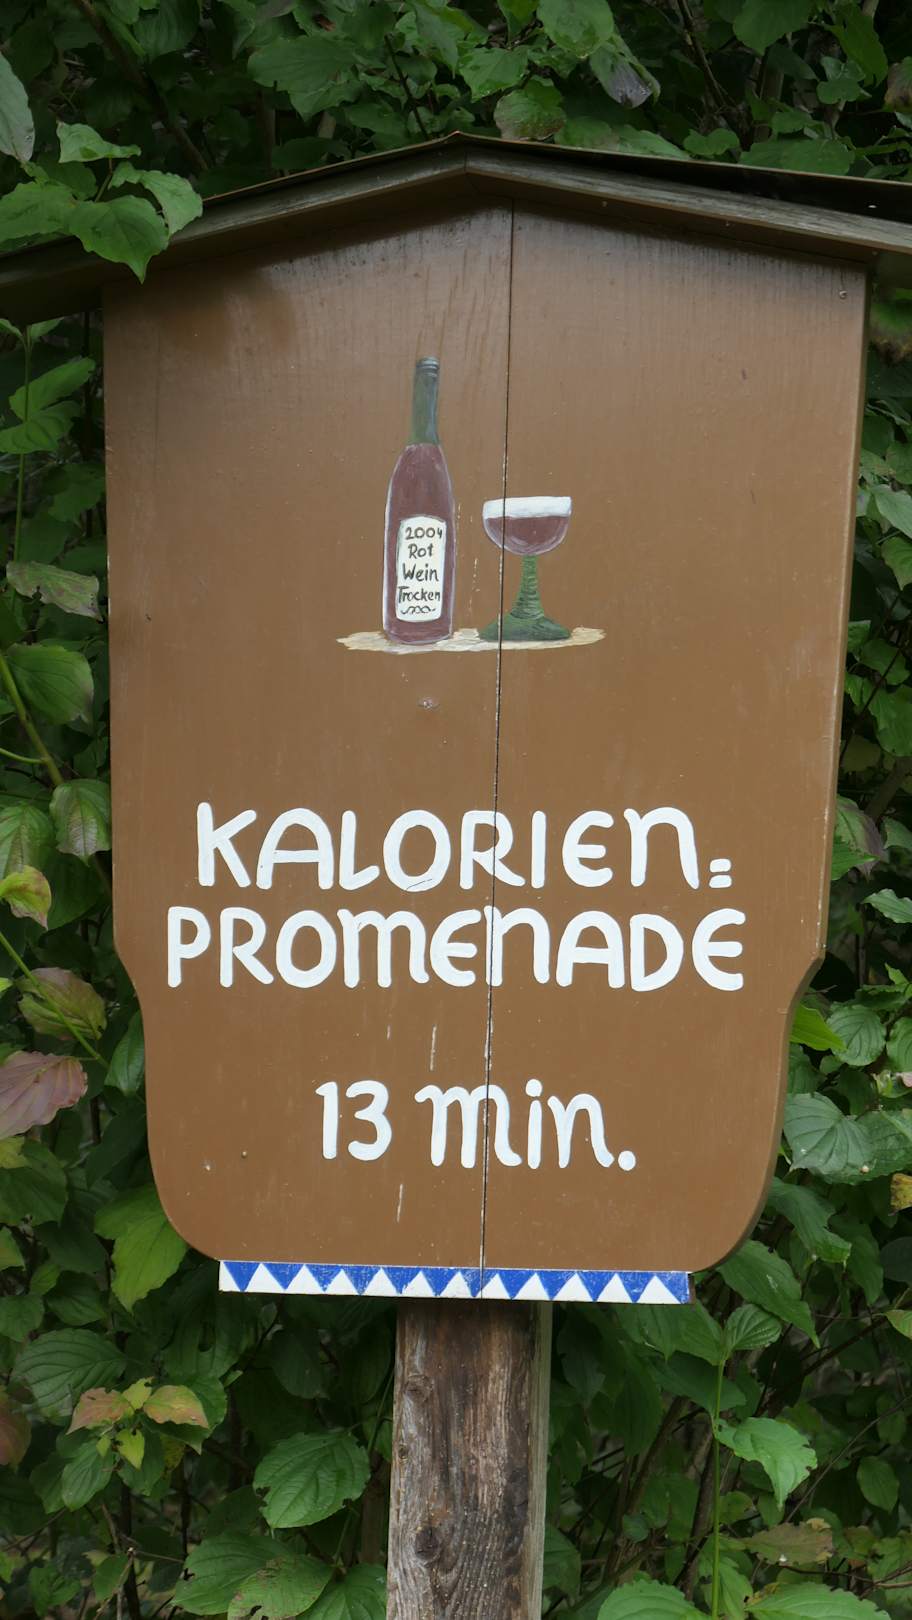 2004
Rot
Wein
Trocken
KALORIEN=
PROMENADE
13 min.